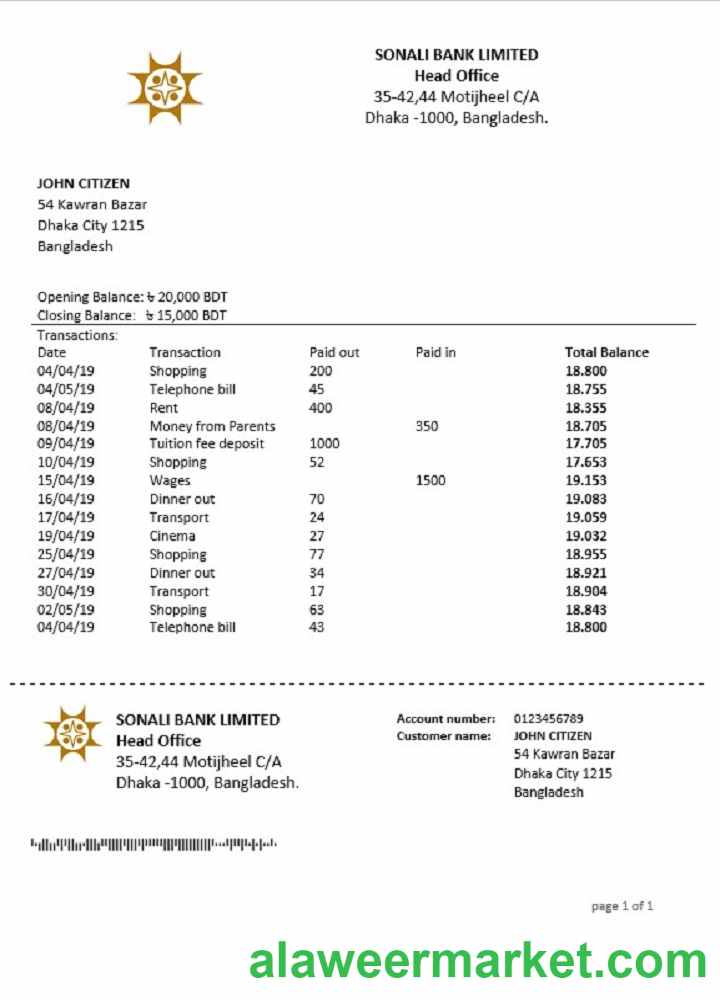 SONALI BANK LIMITED
Head Office
35-42,44 Motijheel C/A
Dhaka -1000, Bangladesh.
JOHN CITIZEN
54 Kawran Bazar
Dhaka City 1215
Bangladesh
Opening Balance: ৳ 20,000 BDT
Closing Balance: ৳ 15,000 BDT
Transactions:
Date Transaction Paid out Paid in Total Balance
04/04/19 Shopping 200 18.800
04/05/19 Telephone bill 45 18.755
08/04/19 Rent 400 18.355
08/04/19 Money from Parents 350 18.705
09/04/19 Tuition fee deposit 1000 17.705
10/04/19 Shopping 52 17.653
15/04/19 Wages 1500 19.153
16/04/19 Dinner out 70 19.083
17/04/19 Transport 24 19.059
19/04/19 Cinema 27 19.032
25/04/19 Shopping 77 18.955
27/04/19 Dinner out 34 18.921
30/04/19 Transport 17 18.904
02/05/19 Shopping 63 18.843
04/04/19 Telephone bill 43 18.800
SONALI BANK LIMITED
Head Office
35-42,44 Motijheel C/A
Dhaka -1000, Bangladesh.
Account number: 0123456789
Customer name: JOHN CITIZEN
54 Kawran Bazar
Dhaka City 1215
Bangladesh
page 1 of 1
alaweermarket.com